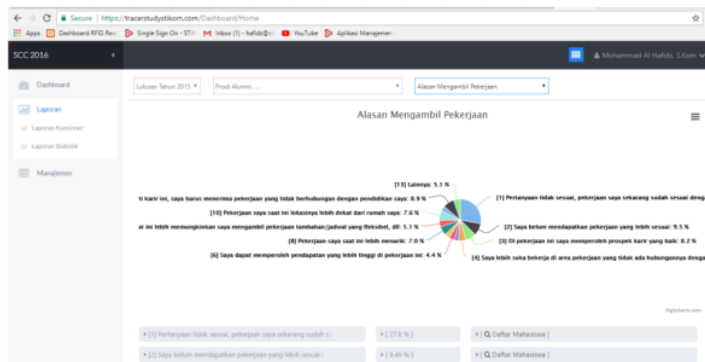 Secure | https://tracerstudystikom.com/Dashboard/Home
Apps Dashboard RFID Rea Single Sign On - STI Inbox (1) - hafidz@st YouTube Aplikasi Manajemen
SCC 2016 Mohammad Al Hafidz, S.Kom
Dashboard
Laporan
Laporan Kuesioner
Laporan Statistik
Manajemen
Lulusan Tahun 2015 Prodi Alumni .... Alasan Mengambil Pekerjaan
Alasan Mengambil Pekerjaan
[13] Lainnya: 5.1 %
ti karir ini, saya harus menerima pekerjaan yang tidak berhubungan dengan pendidikan saya: 8.9 %
[1] Pertanyaan tidak sesuai, pekerjaan saya sekarang sudah sesuai deng
[10] Pekerjaan saya saat ini lokasinya lebih dekat dari rumah saya: 7.6 %
at ini lebih memungkinkan saya mengambil pekerjaan tambahan/jadwal yang fleksibel, dll: 5.1 %
[2] Saya belum mendapatkan pekerjaan yang lebih sesuai: 9.5 %
[8] Pekerjaan saya saat ini lebih menarik: 7.0 %
[3] Di pekerjaan ini saya memperoleh prospek karir yang baik: 8.2 %
[6] Saya dapat memperoleh pendapatan yang lebih tinggi di pekerjaan ini: 4.4 %
[4] Saya lebih suka bekerja di area pekerjaan yang tidak ada hubungannya denga
Highcharts.com
[1] Pertanyaan tidak sesuai, pekerjaan saya sekarang sudah s : [ 27.8 % ] [ Daftar Mahasiswa ]
[2] Saya belum mendapatkan pekerjaan yang lebih sesuai : [ 9.49 % ] [ Daftar Mahasiswa ]